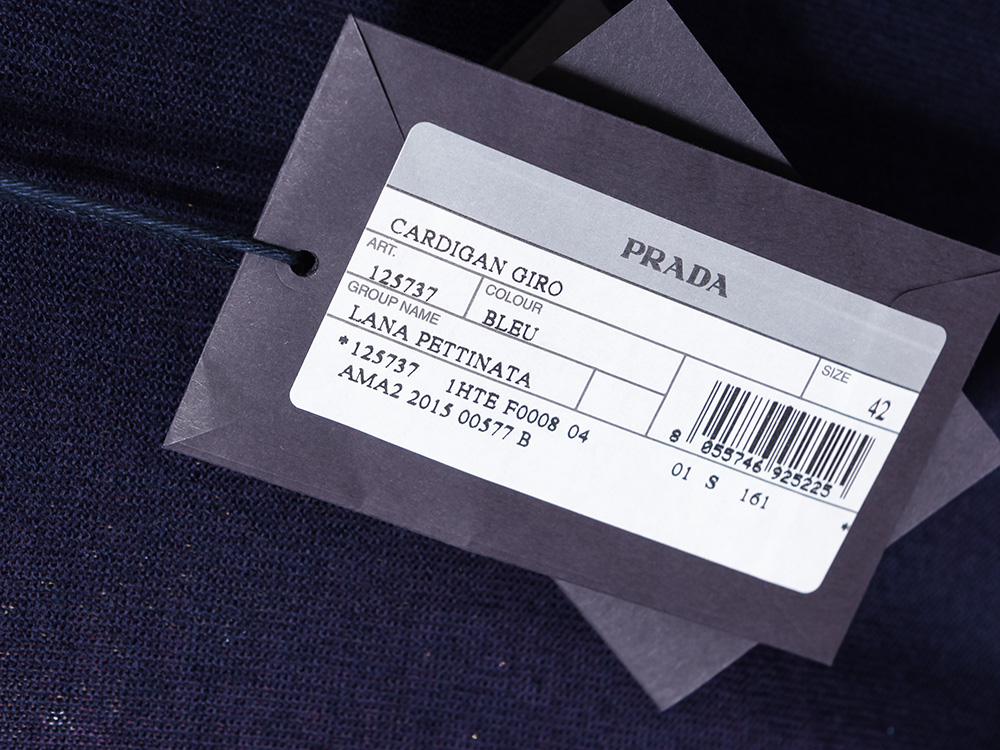 PRADA
CARDIGAN GIRO
ART.
125737
COLOUR
BLEU
SIZE
42
GROUP NAME
LANA PETTINATA
*125737 1HTE F0008 04
AMA2 2015 00577 B
8 055746 925225
01 S 161
*